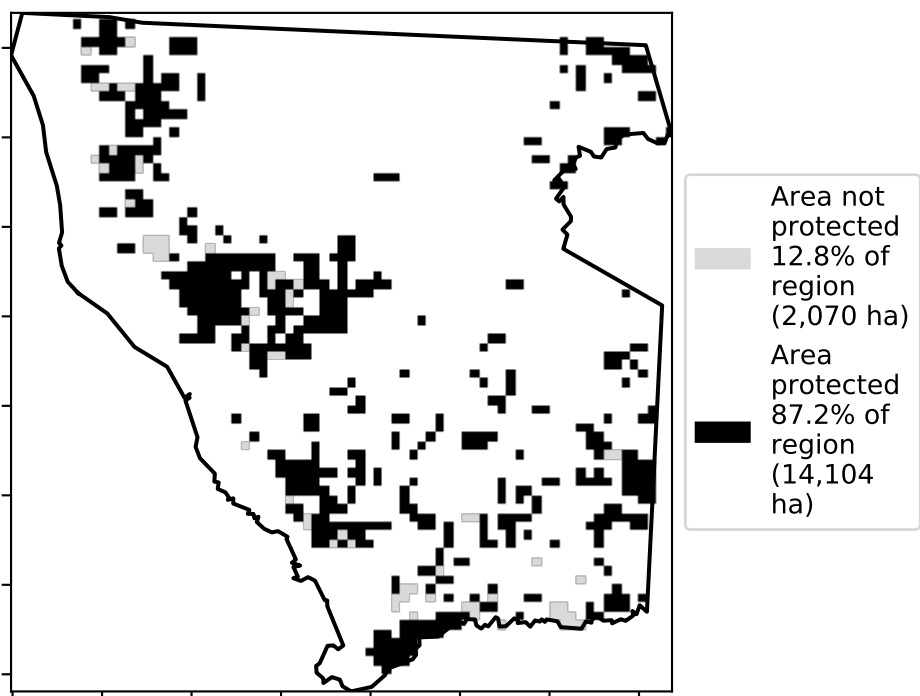 Area not
protected
12.8% of
region
(2,070 ha)
Area
protected
87.2% of
region
(14,104
ha)